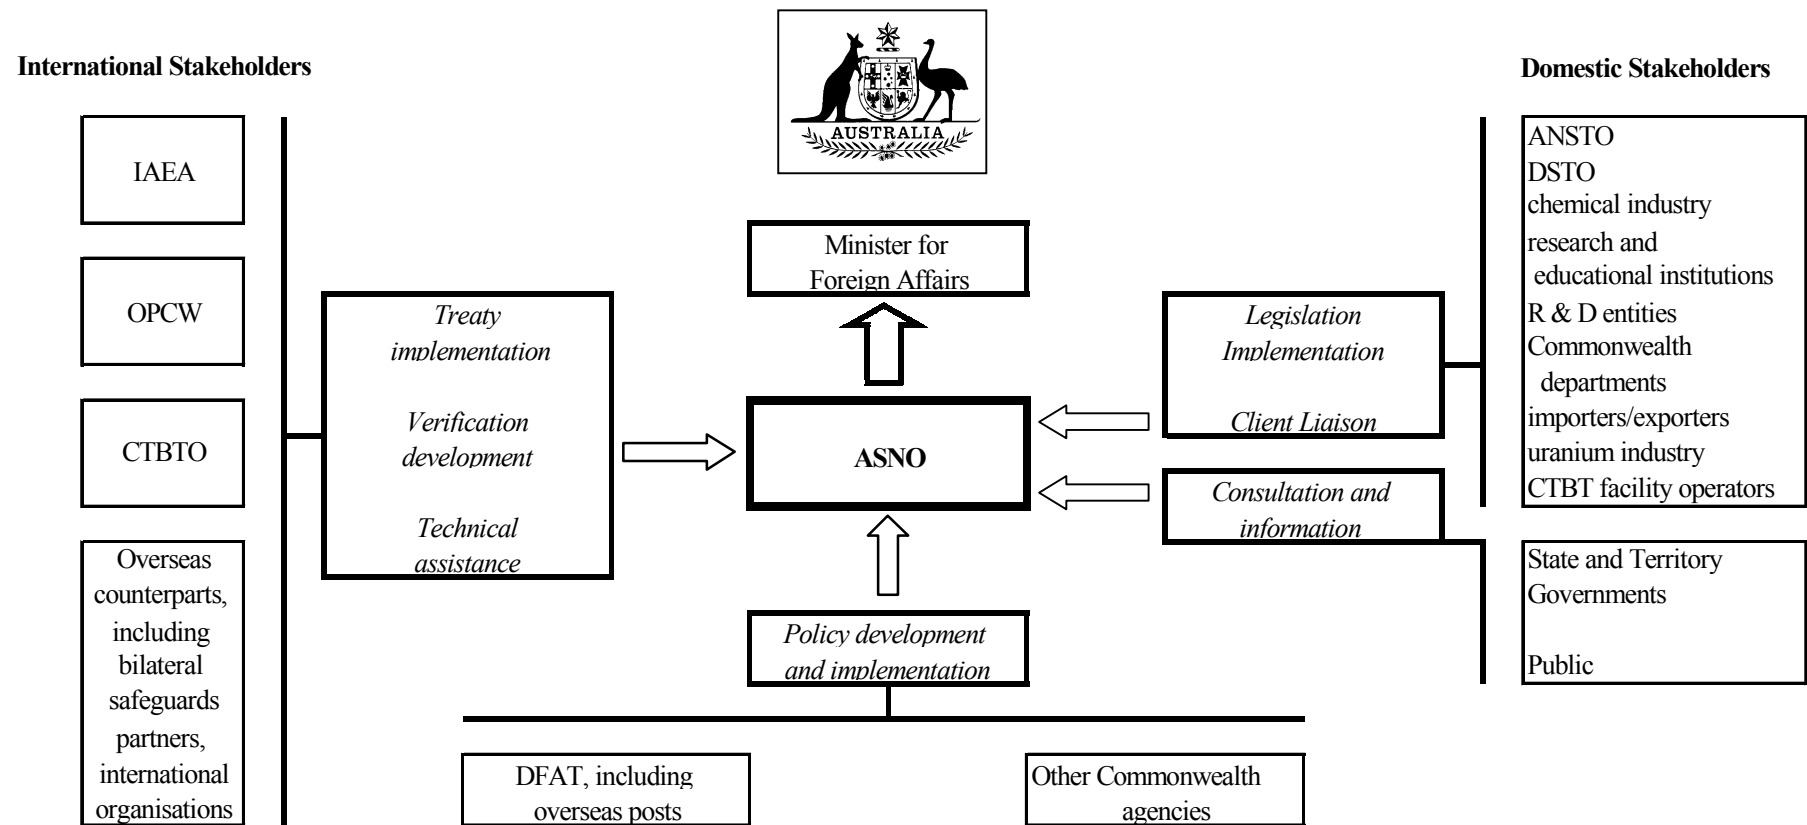 AUSTRALIA
International Stakeholders
Domestic Stakeholders
IAEA
OPCW
CTBTO
Overseas
counterparts,
including
bilateral
safeguards
partners,
international
organisations
Treaty
implementation
Verification
development
Technical
assistance
Minister for
Foreign Affairs
ASNO
Policy development
and implementation
DFAT, including
overseas posts
Other Commonwealth
agencies
Legislation
Implementation
Client Liaison
Consultation and
information
ANSTO
DSTO
chemical industry
research and
educational institutions
R & D entities
Commonwealth
departments
importers/exporters
uranium industry
CTBT facility operators
State and Territory
Governments
Public